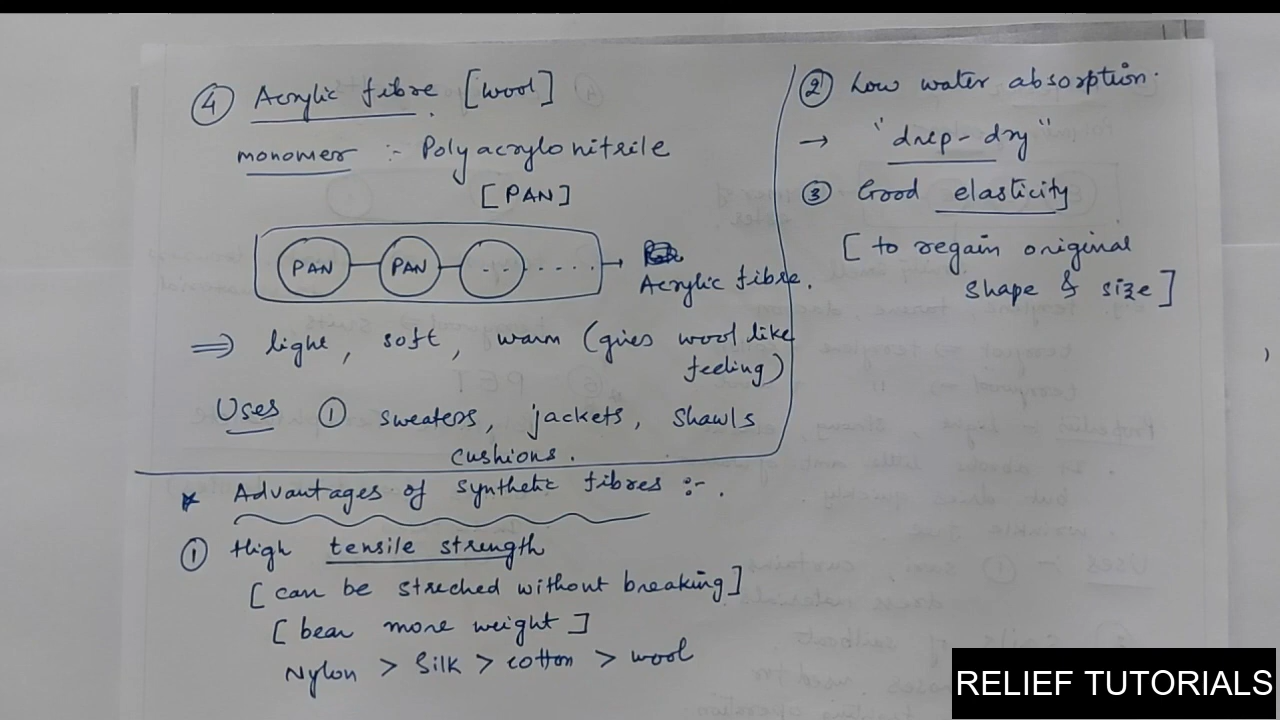 ④ Acrylic fibre. [wool]
monomer :- Polyacrylonitrile
[PAN]
PAN PAN ........ → Acrylic fibre.
⇒ light, soft, warm (gives wool like
feeling)
Uses ① sweaters, jackets, shawls
cushions.
* Advantages of synthetic fibres :-.
① High tensile strength
[can be streched without breaking]
[bear more weight]
Nylon > Silk > cotton > wool
② Low water absorption.
→ "drip-dry"
③ Good elasticity
[to regain original
shape & size]
RELIEF TUTORIALS